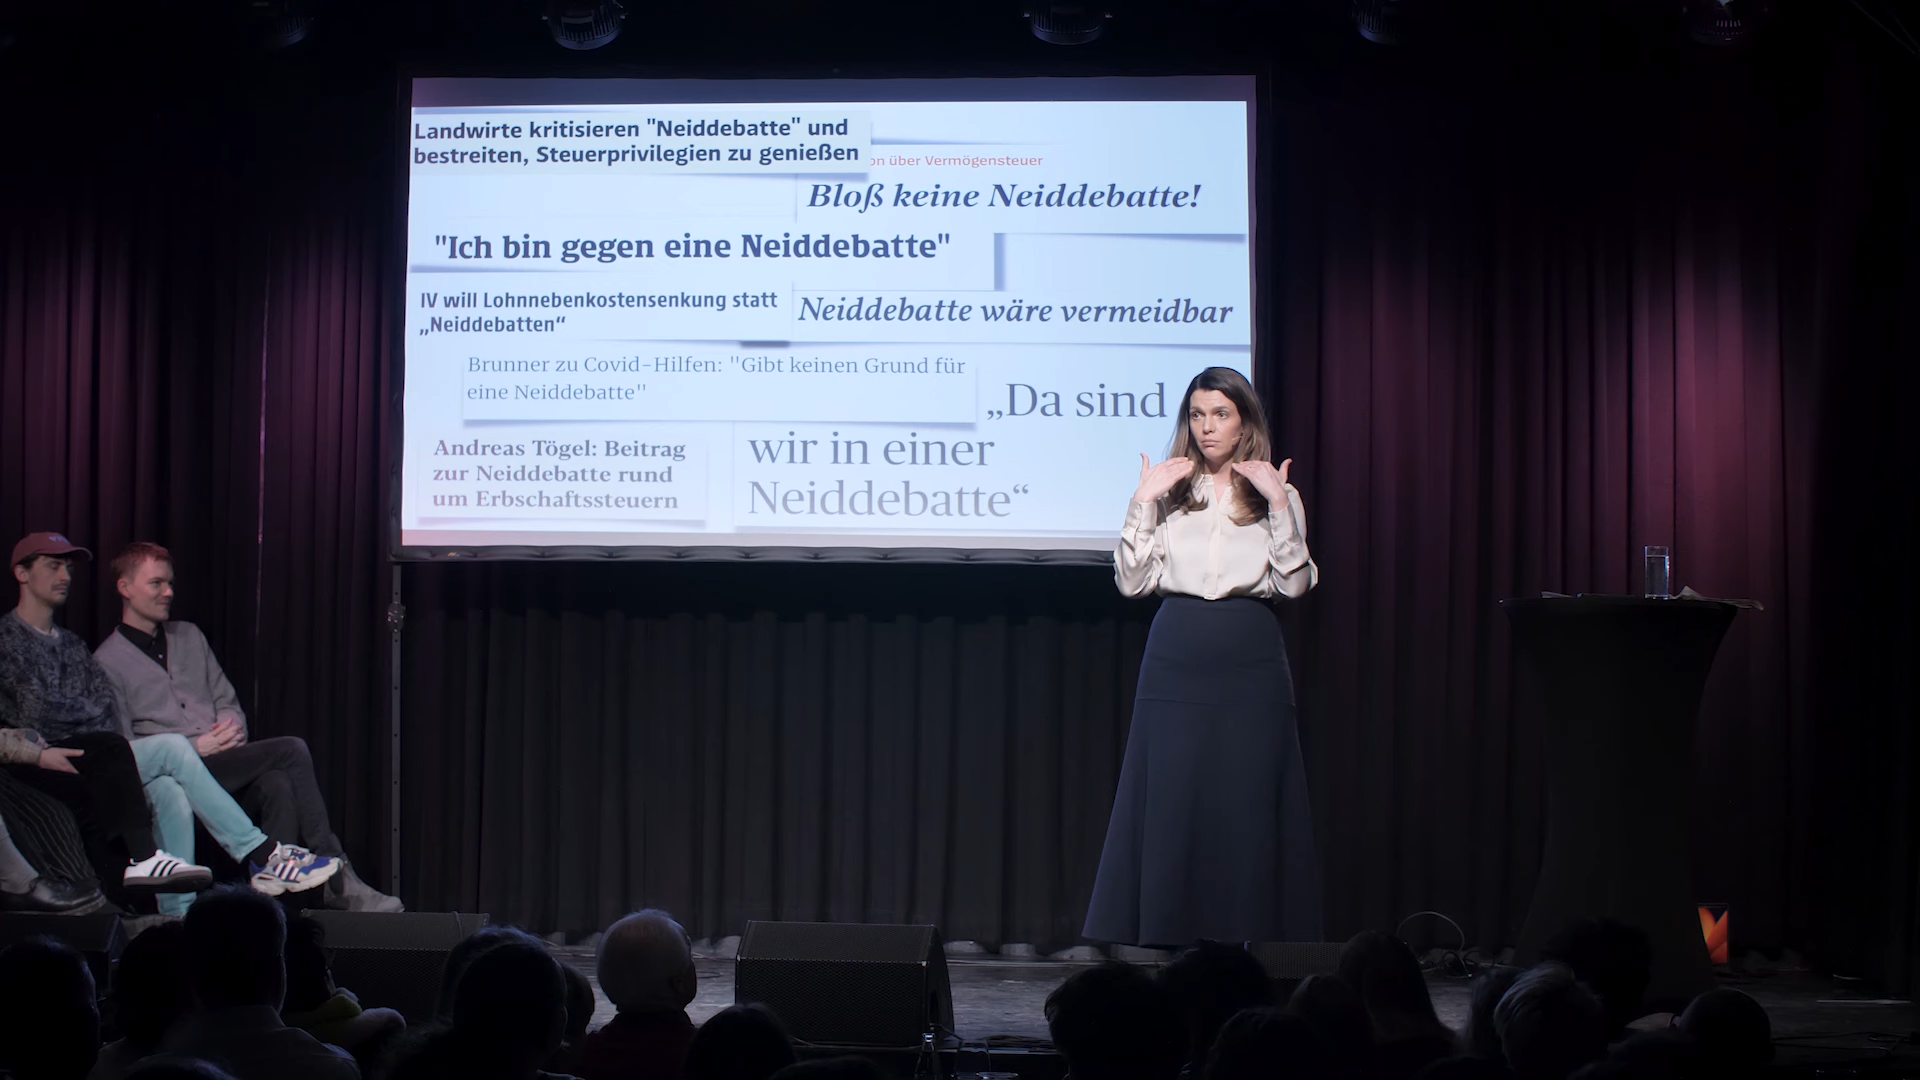 Landwirte kritisieren "Neiddebatte" und
bestreiten, Steuerprivilegien zu genießen
über Vermögensteuer
Bloß keine Neiddebatte!
"Ich bin gegen eine Neiddebatte"
IV will Lohnnebenkostensenkung statt
„Neiddebatten“
Neiddebatte wäre vermeidbar
Brunner zu Covid-Hilfen: "Gibt keinen Grund für
eine Neiddebatte"
„Da sind
wir in einer
Neiddebatte“
Andreas Tögel: Beitrag
zur Neiddebatte rund
um Erbschaftssteuern